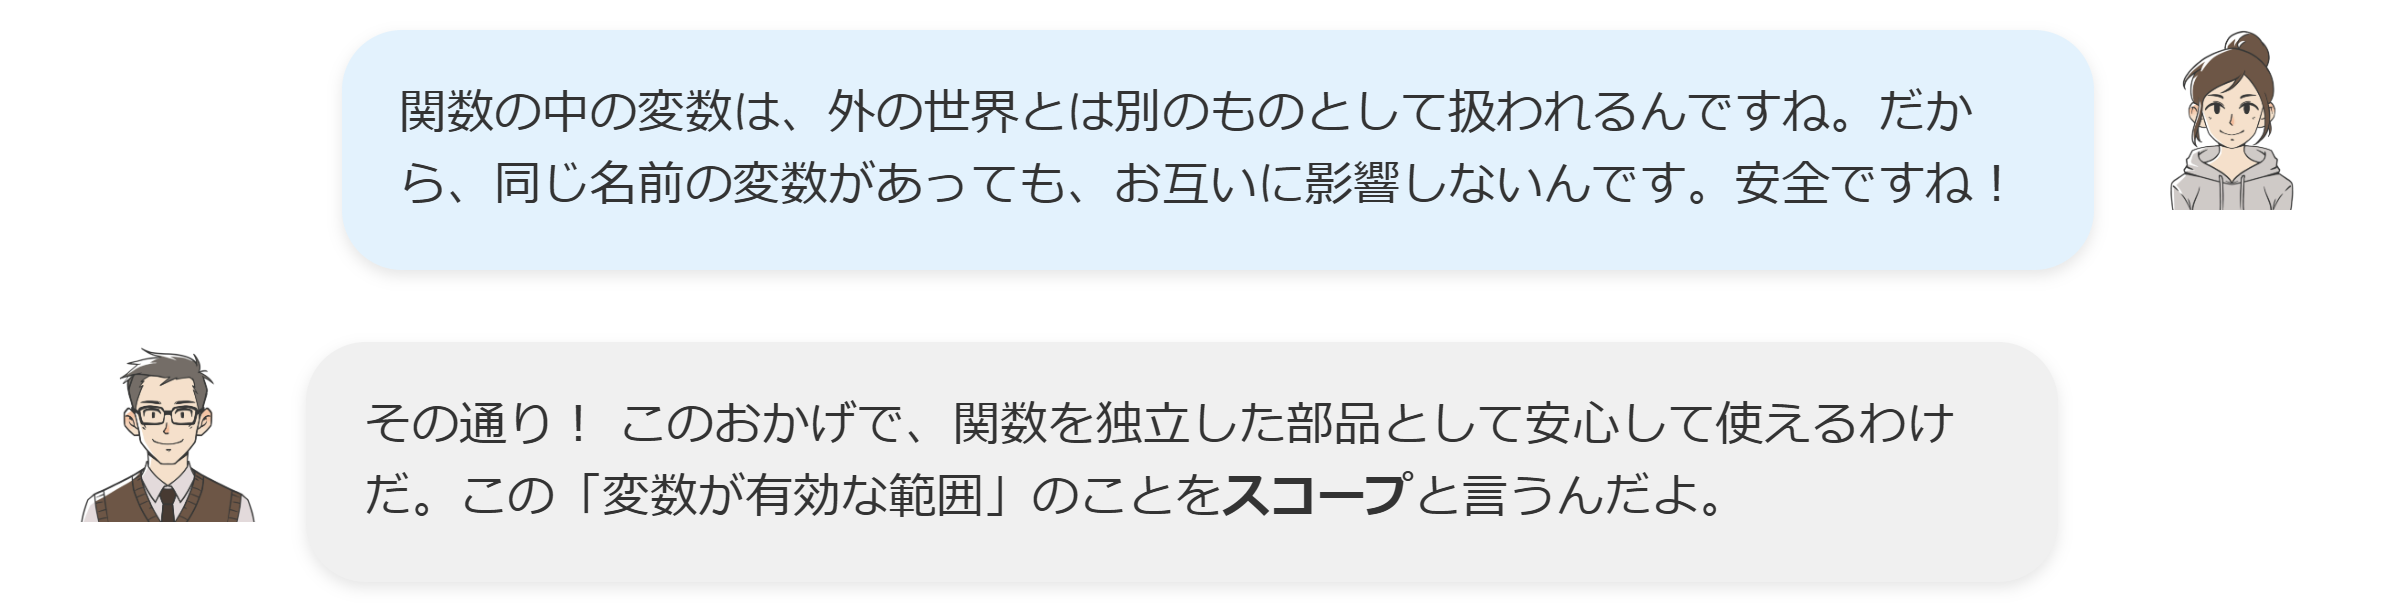 関数の中の変数は、外の世界とは別のものとして扱われるんですね。だか
ら、同じ名前の変数があっても、お互いに影響しないんです。安全ですね！
その通り！ このおかげで、関数を独立した部品として安心して使えるわけ
だ。この「変数が有効な範囲」のことをスコープと言うんだよ。